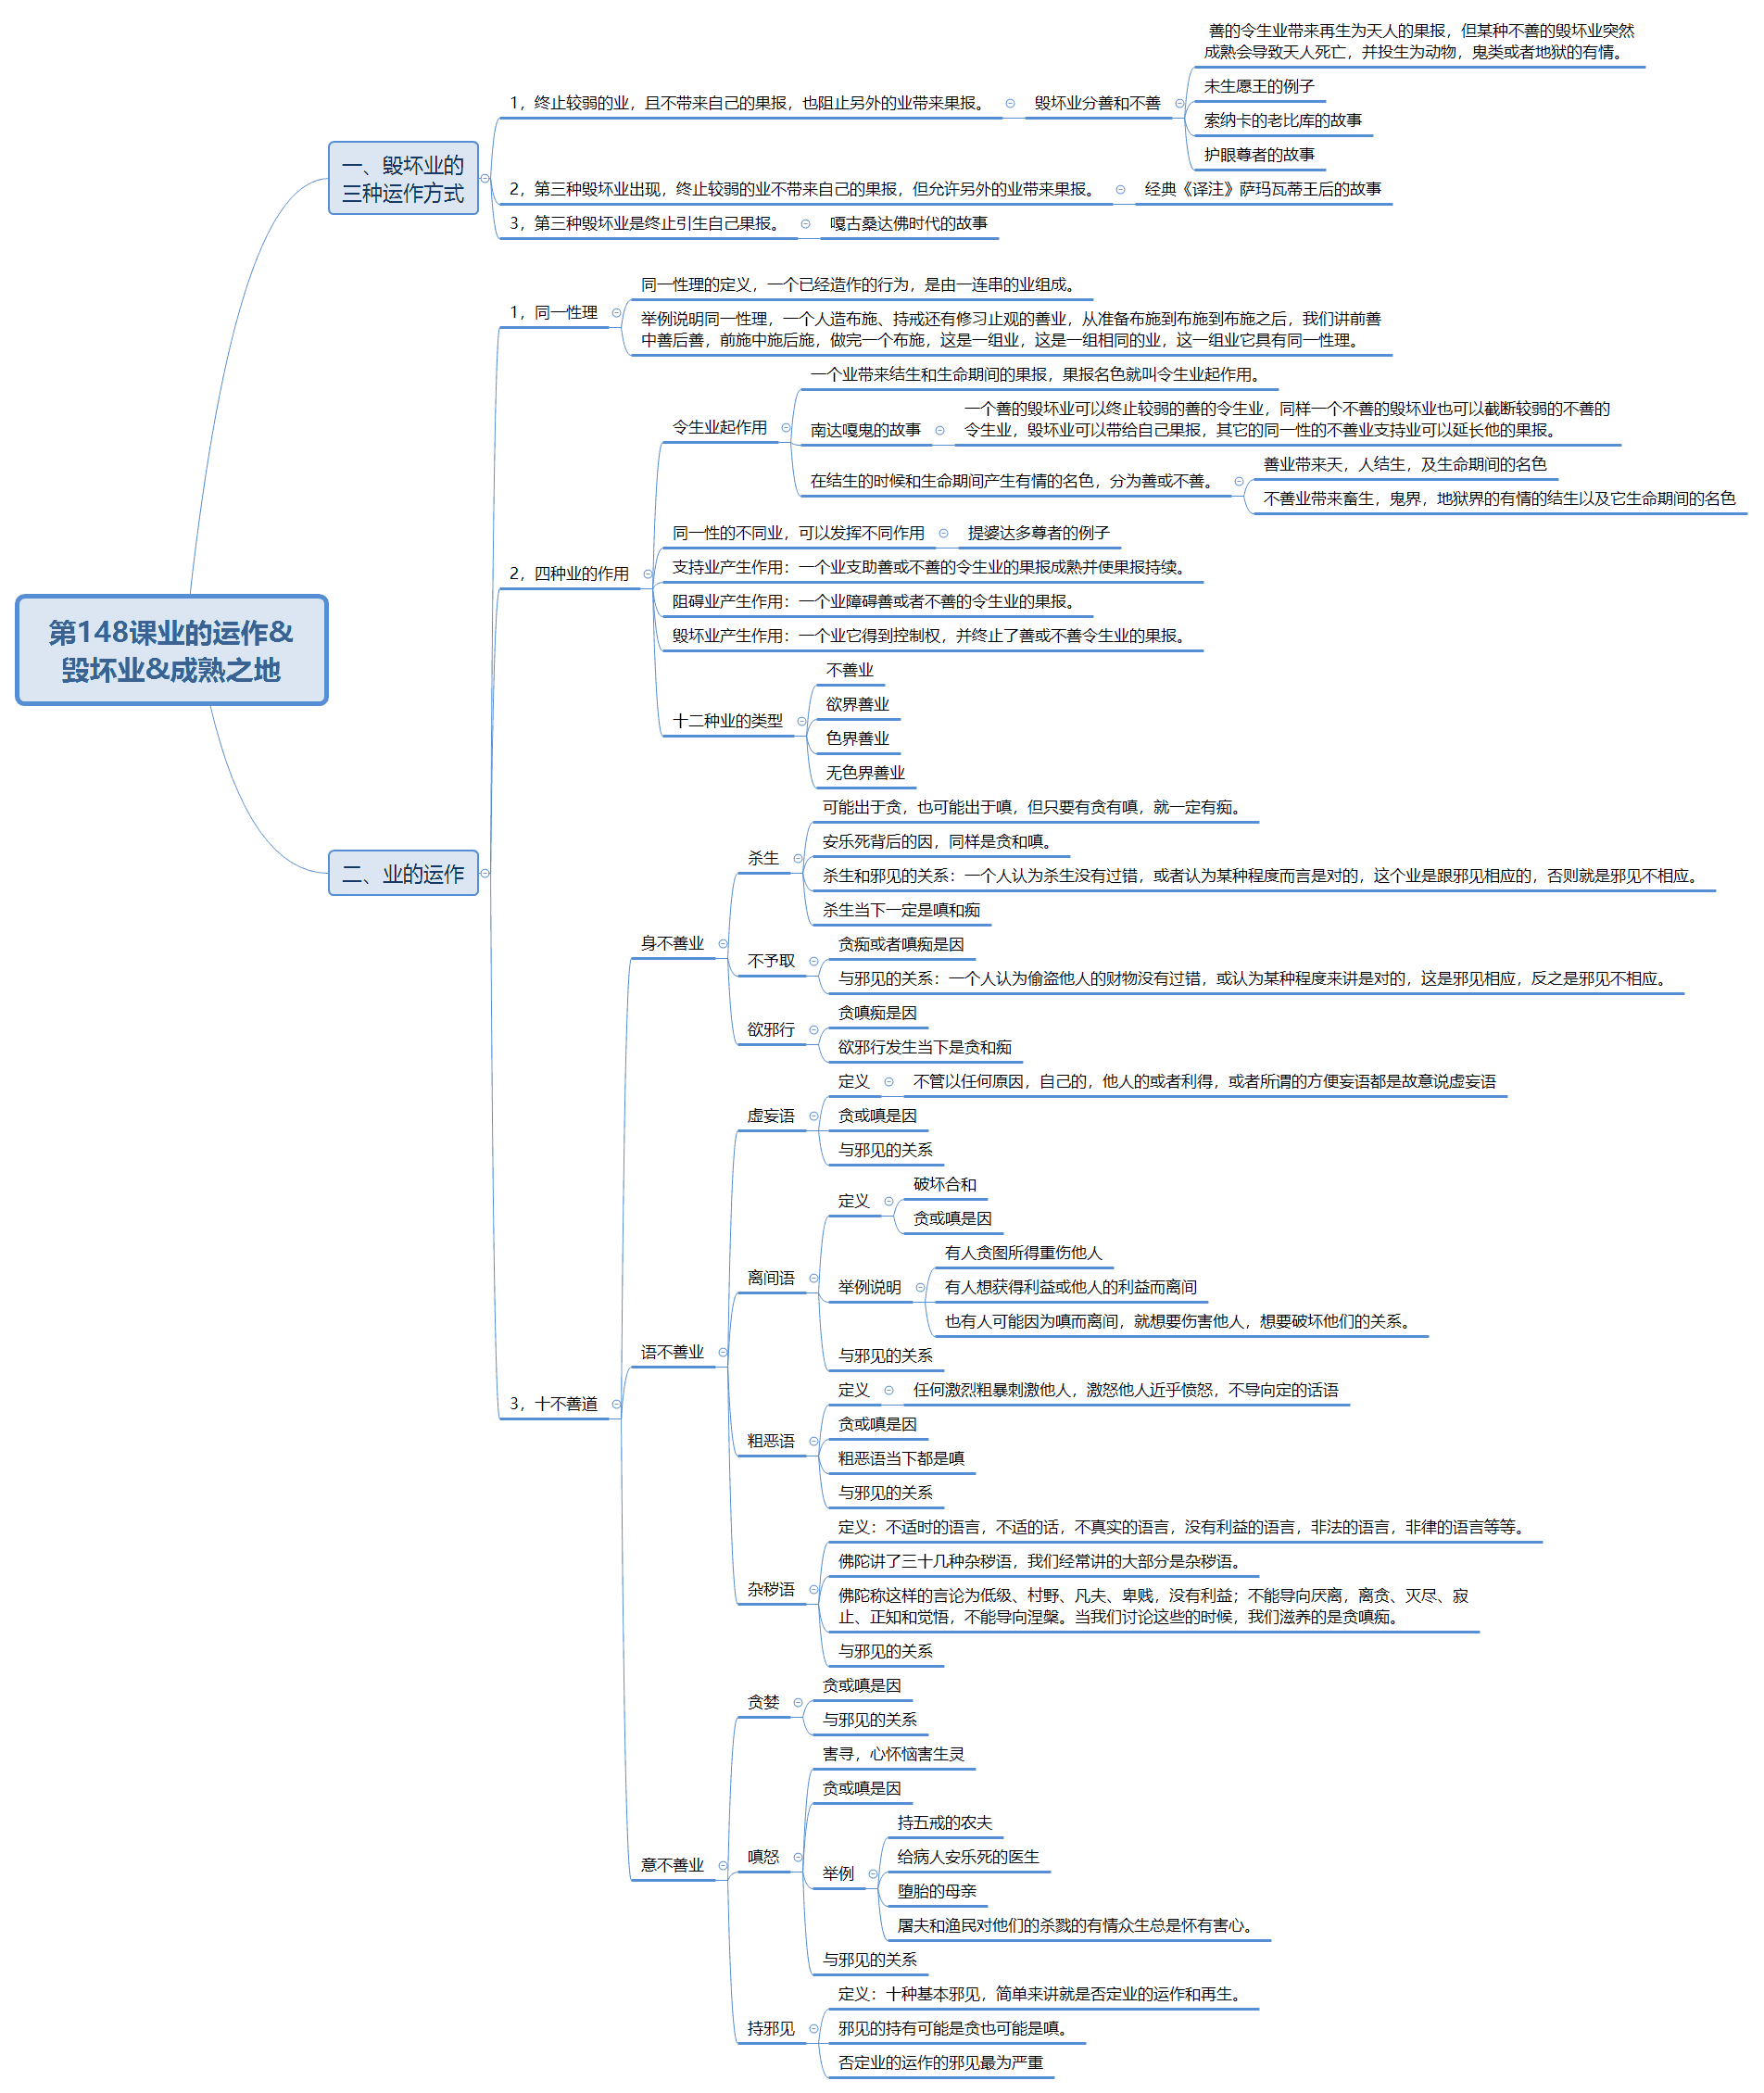 第148课业的运作&
毁坏业&成熟之地
一、毁坏业的
三种运作方式
1，终止较弱的业，且不带来自己的果报，也阻止另外的业带来果报。
毁坏业分善和不善
善的令生业带来再生为天人的果报，但某种不善的毁坏业突然
成熟会导致天人死亡，并投生为动物，鬼类或者地狱的有情。
未生愿王的例子
索纳卡的老比库的故事
护眼尊者的故事
2，第三种毁坏业出现，终止较弱的业不带来自己的果报，但允许另外的业带来果报。
经典《译注》萨玛瓦蒂王后的故事
3，第三种毁坏业是终止引生自己果报。
嘎古桑达佛时代的故事
二、业的运作
1，同一性理
同一性理的定义，一个已经造作的行为，是由一连串的业组成。
举例说明同一性理，一个人造布施、持戒还有修习止观的善业，从准备布施到布施到布施之后，我们讲前善
中善后善，前施中施后施，做完一个布施，这是一组业，这是一组相同的业，这一组业它具有同一性理。
2，四种业的作用
令生业起作用
一个业带来结生和生命期间的果报，果报名色就叫令生业起作用。
南达嘎鬼的故事
一个善的毁坏业可以终止较弱的善的令生业，同样一个不善的毁坏业也可以截断较弱的不善的
令生业，毁坏业可以带给自己果报，其它的同一性的不善业支持业可以延长他的果报。
在结生的时候和生命期间产生有情的名色，分为善或不善。
善业带来天，人结生，及生命期间的名色
不善业带来畜生，鬼界，地狱界的有情的结生以及它生命期间的名色
同一性的不同业，可以发挥不同作用
提婆达多尊者的例子
支持业产生作用：一个业支助善或不善的令生业的果报成熟并使果报持续。
阻碍业产生作用：一个业障碍善或者不善的令生业的果报。
毁坏业产生作用：一个业它得到控制权，并终止了善或不善令生业的果报。
十二种业的类型
不善业
欲界善业
色界善业
无色界善业
3，十不善道
身不善业
杀生
可能出于贪，也可能出于嗔，但只要有贪有嗔，就一定有痴。
安乐死背后的因，同样是贪和嗔。
杀生和邪见的关系：一个人认为杀生没有过错，或者认为某种程度而言是对的，这个业是跟邪见相应的，否则就是邪见不相应。
杀生当下一定是嗔和痴
不予取
贪痴或者嗔痴是因
与邪见的关系：一个人认为偷盗他人的财物没有过错，或认为某种程度来讲是对的，这是邪见相应，反之是邪见不相应。
欲邪行
贪嗔痴是因
欲邪行发生当下是贪和痴
语不善业
虚妄语
定义
不管以任何原因，自己的，他人的或者利得，或者所谓的方便妄语都是故意说虚妄语
贪或嗔是因
与邪见的关系
离间语
定义
破坏合和
贪或嗔是因
举例说明
有人贪图所得重伤他人
有人想获得利益或他人的利益而离间
也有人可能因为嗔而离间，就想要伤害他人，想要破坏他们的关系。
与邪见的关系
粗恶语
定义
任何激烈粗暴刺激他人，激怒他人近乎愤怒，不导向定的话语
贪或嗔是因
粗恶语当下都是嗔
与邪见的关系
杂秽语
定义：不适时的语言，不适的话，不真实的语言，没有利益的语言，非法的语言，非律的语言等等。
佛陀讲了三十几种杂秽语，我们经常讲的大部分是杂秽语。
佛陀称这样的言论为低级、村野、凡夫、卑贱，没有利益；不能导向厌离，离贪、灭尽、寂
止、正知和觉悟，不能导向涅槃。当我们讨论这些的时候，我们滋养的是贪嗔痴。
与邪见的关系
意不善业
贪婪
贪或嗔是因
与邪见的关系
嗔怒
害寻，心怀恼害生灵
贪或嗔是因
举例
持五戒的农夫
给病人安乐死的医生
堕胎的母亲
屠夫和渔民对他们的杀戮的有情众生总是怀有害心。
与邪见的关系
持邪见
定义：十种基本邪见，简单来讲就是否定业的运作和再生。
邪见的持有可能是贪也可能是嗔。
否定业的运作的邪见最为严重